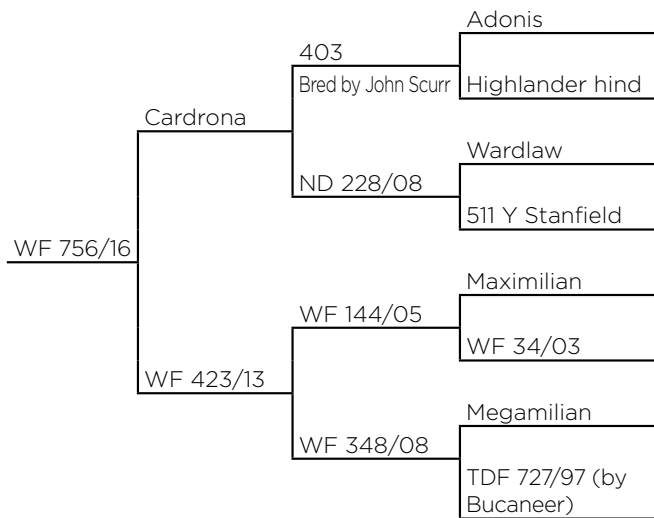 Adonis
403
Bred by John Scurr
Highlander hind
Cardrona
Wardlaw
ND 228/08
511 Y Stanfield
WF 756/16
Maximilian
WF 144/05
WF 34/03
WF 423/13
Megamilian
WF 348/08
TDF 727/97 (by
Bucaneer)